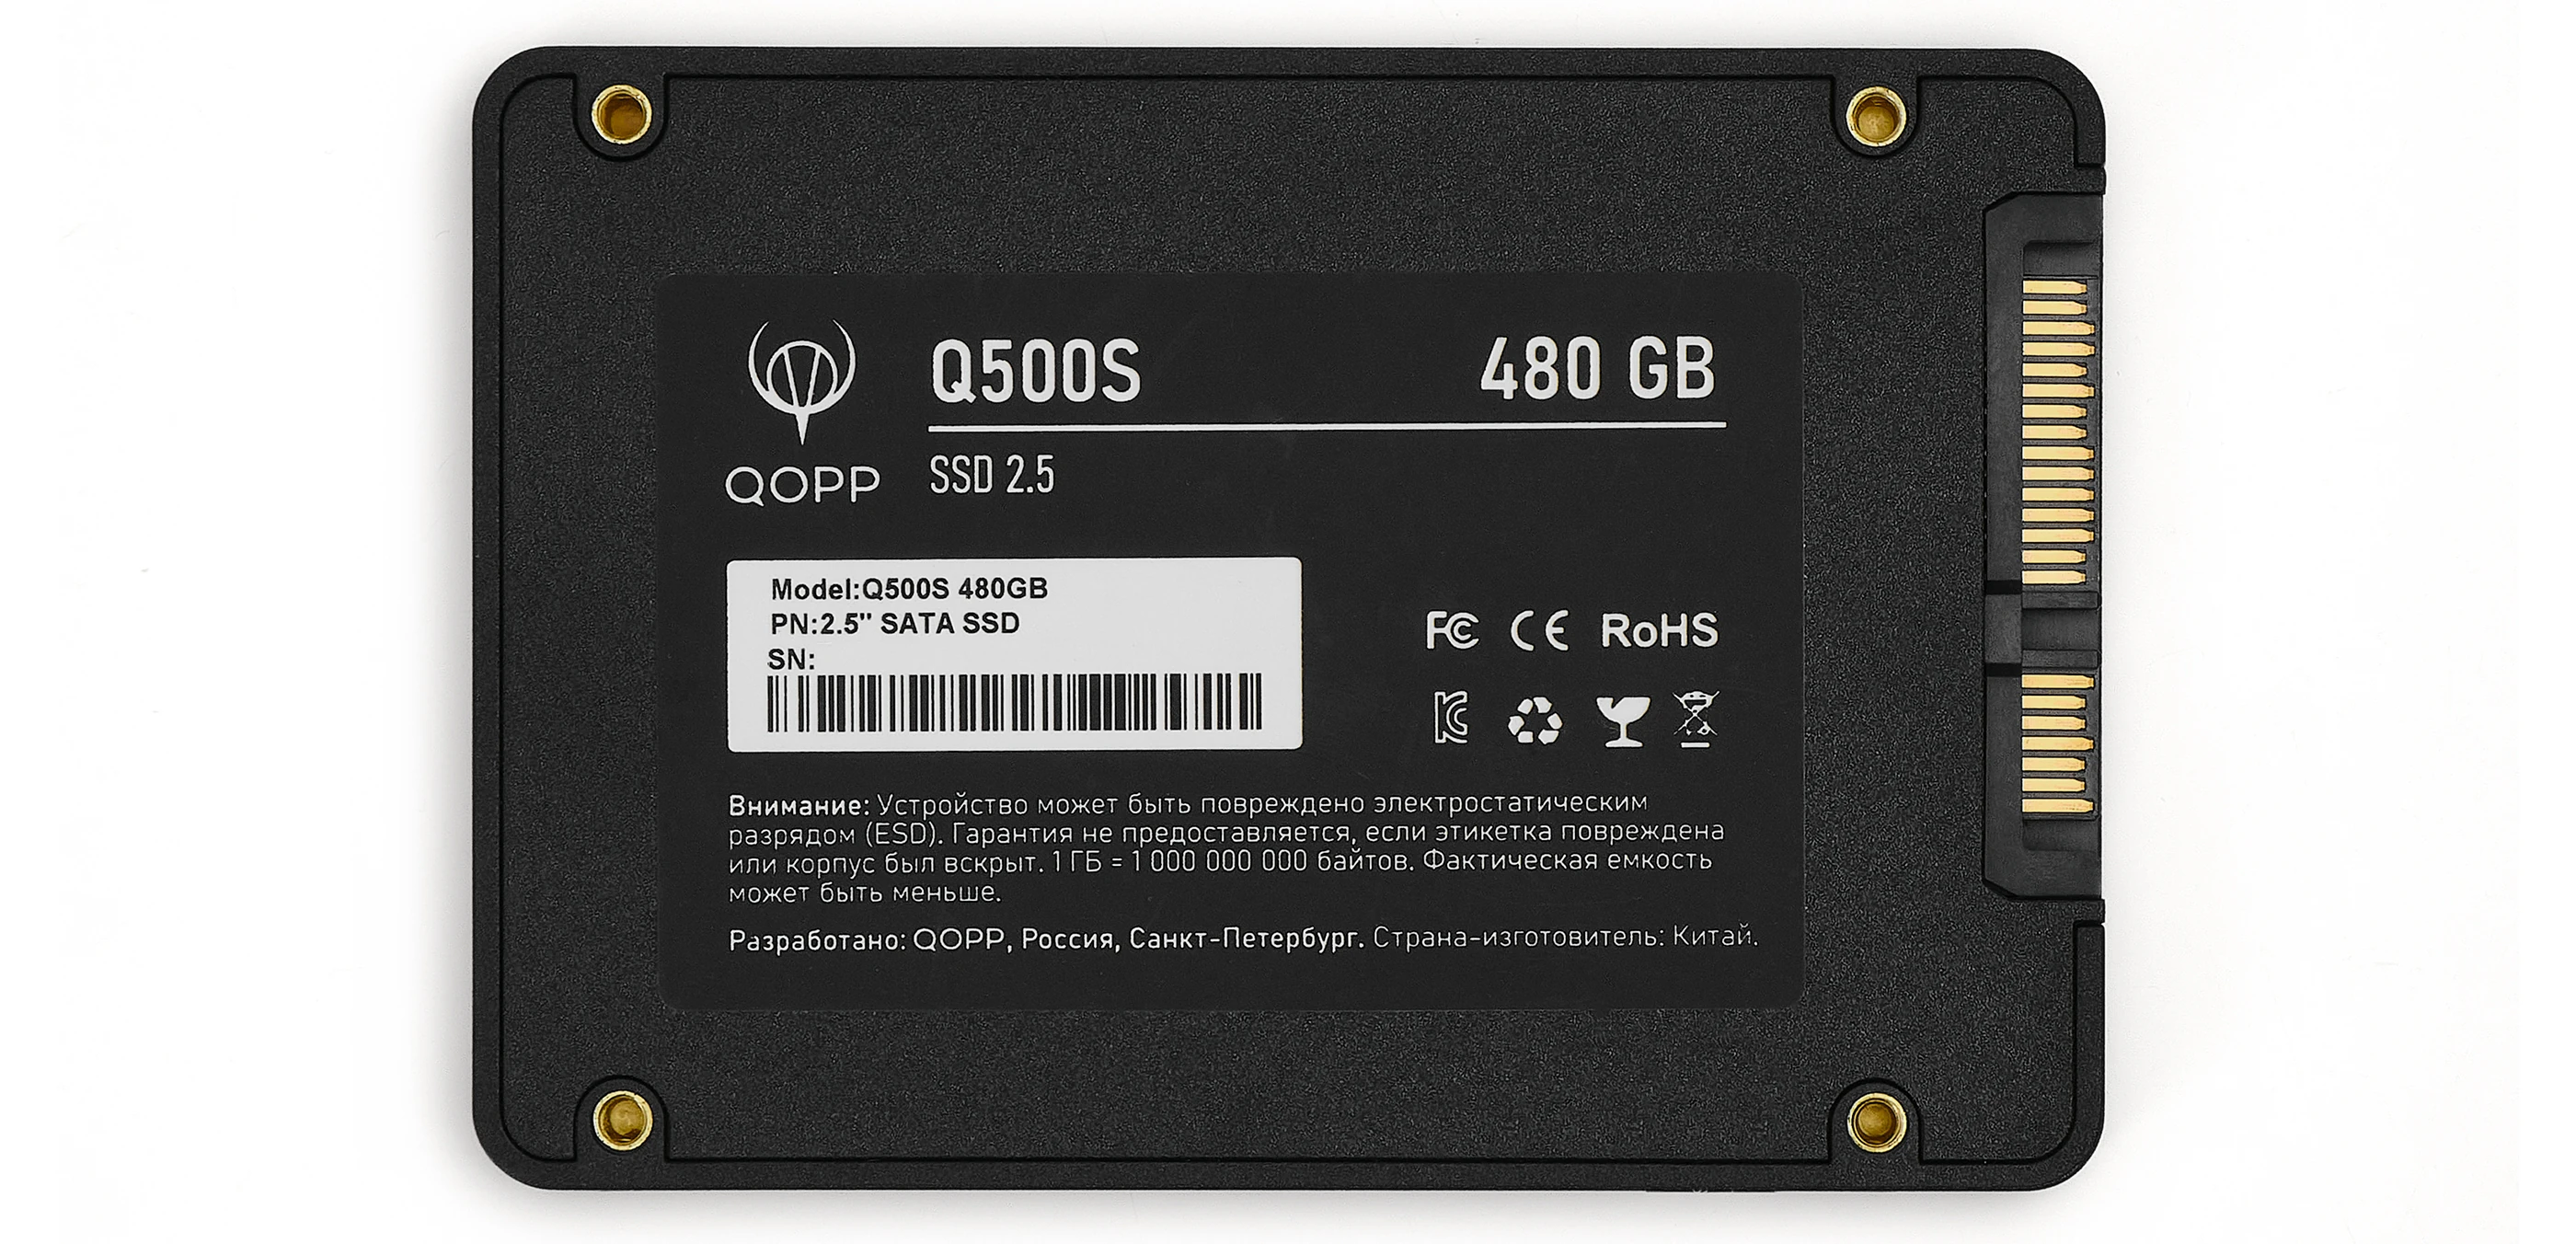 Q500S 480 GB
QOPP
SSD 2.5
Model:Q500S 480GB
PN:2.5" SATA SSD
SN:
FC CE RoHS
Внимание: Устройство может быть повреждено электростатическим
разрядом (ESD). Гарантия не предоставляется, если этикетка повреждена
или корпус был вскрыт. 1 ГБ = 1 000 000 000 байтов. Фактическая емкость
может быть меньше.
Разработано: QOPP, Россия, Санкт-Петербург. Страна-изготовитель: Китай.